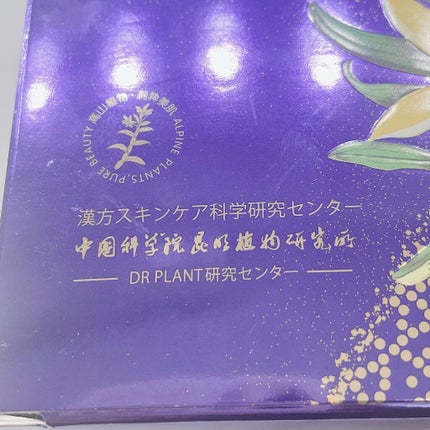 高山植物·純粋美肌 ALPINE PLANTS, PURE BEAUTY
漢方スキンケア科学研究センター
中国科学院昆明植物研究所
DR PLANT研究センター